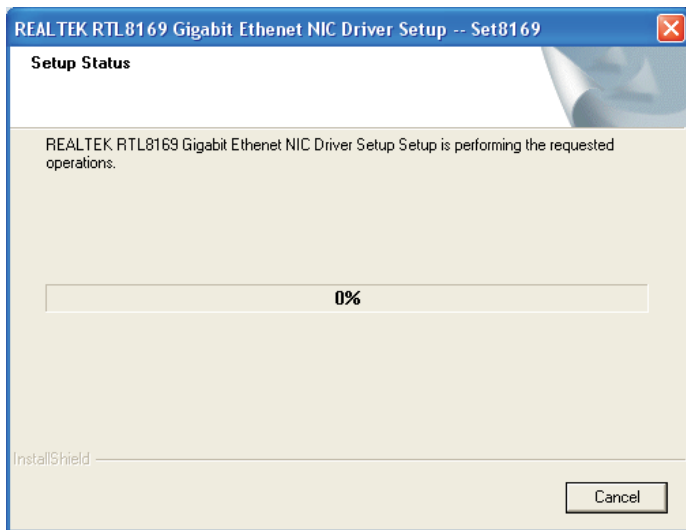 REALTEK RTL8169 Gigabit Ethenet NIC Driver Setup -- Set8169
Setup Status
REALTEK RTL8169 Gigabit Ethenet NIC Driver Setup Setup is performing the requested
operations.
0%
InstallShield
Cancel